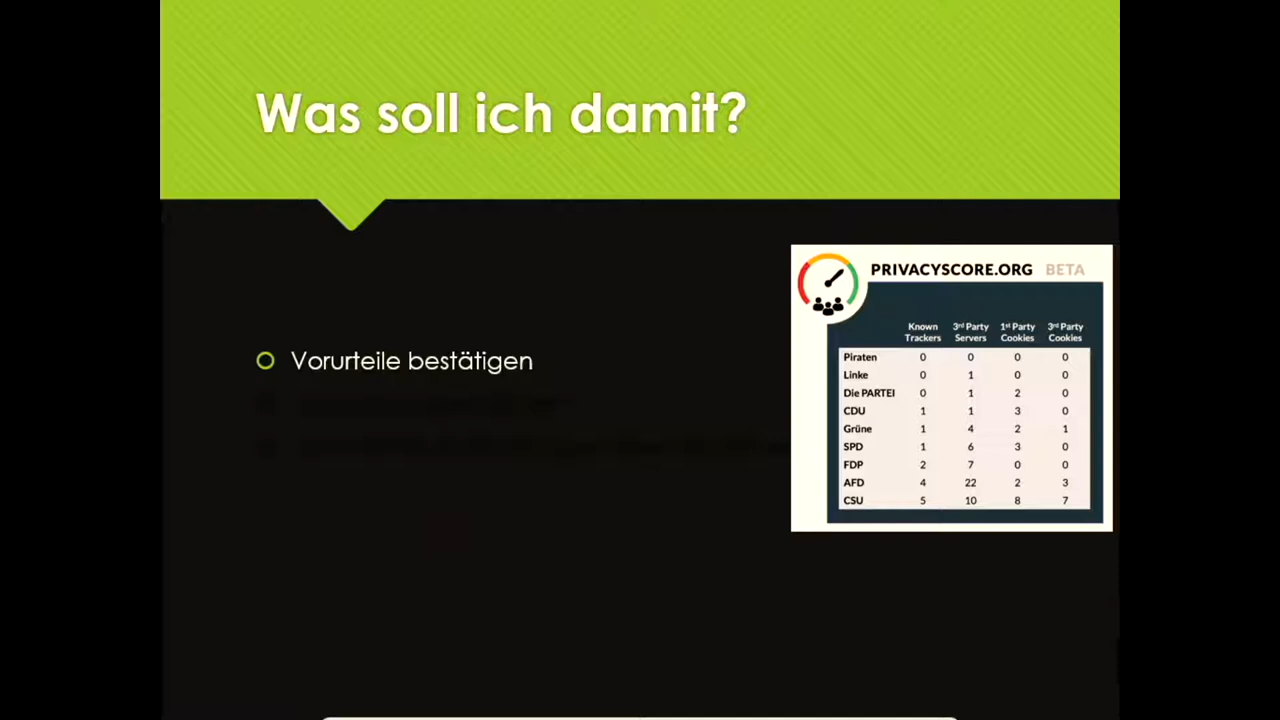 Was soll ich damit?
Vorurteile bestätigen
PRIVACYSCORE.ORG BETA
Known Trackers 3rd Party Servers 1st Party Cookies 3rd Party Cookies
Piraten 0 0 0 0
Linke 0 1 0 0
Die PARTEI 0 1 2 0
CDU 1 1 3 0
Grüne 1 4 2 1
SPD 1 6 3 0
FDP 2 7 0 0
AFD 4 22 2 3
CSU 5 10 8 7